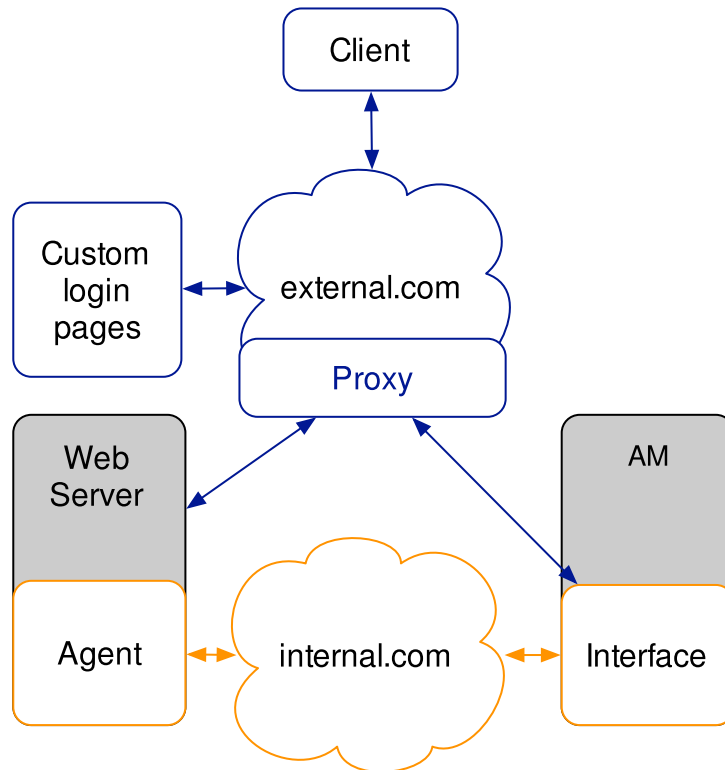 Client
Custom
login
pages
external.com
Proxy
Web
Server
AM
Agent
internal.com
Interface